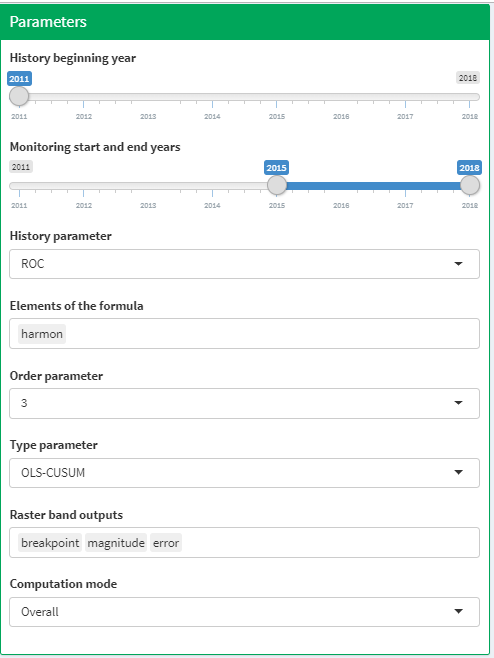 Parameters
History beginning year
2011 2018
2011 2012 2013 2014 2015 2016 2017 2018
Monitoring start and end years
2011 2015 2018
2011 2012 2013 2014 2015 2016 2017 2018
History parameter
ROC
Elements of the formula
harmon
Order parameter
3
Type parameter
OLS-CUSUM
Raster band outputs
breakpoint magnitude error
Computation mode
Overall